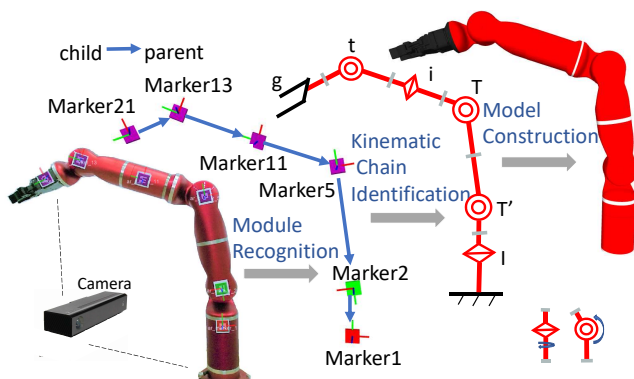 child → parent
Marker13
Marker21
Marker11
Marker5
Marker2
Marker1
Module
Recognition
Camera
Kinematic
Chain
Identification
Model
Construction
g
t
i
T
T'
I